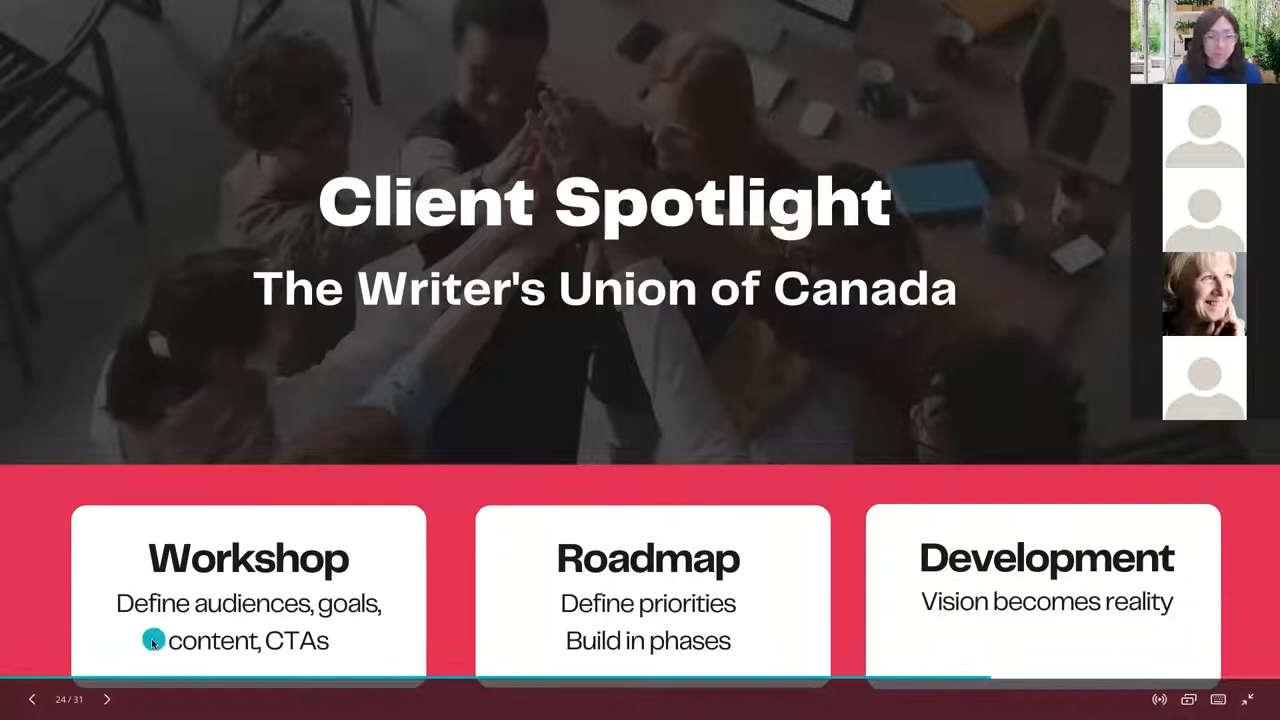 Client Spotlight
The Writer's Union of Canada
Workshop
Define audiences, goals,
content, CTAs
Roadmap
Define priorities
Build in phases
Development
Vision becomes reality
24 / 31